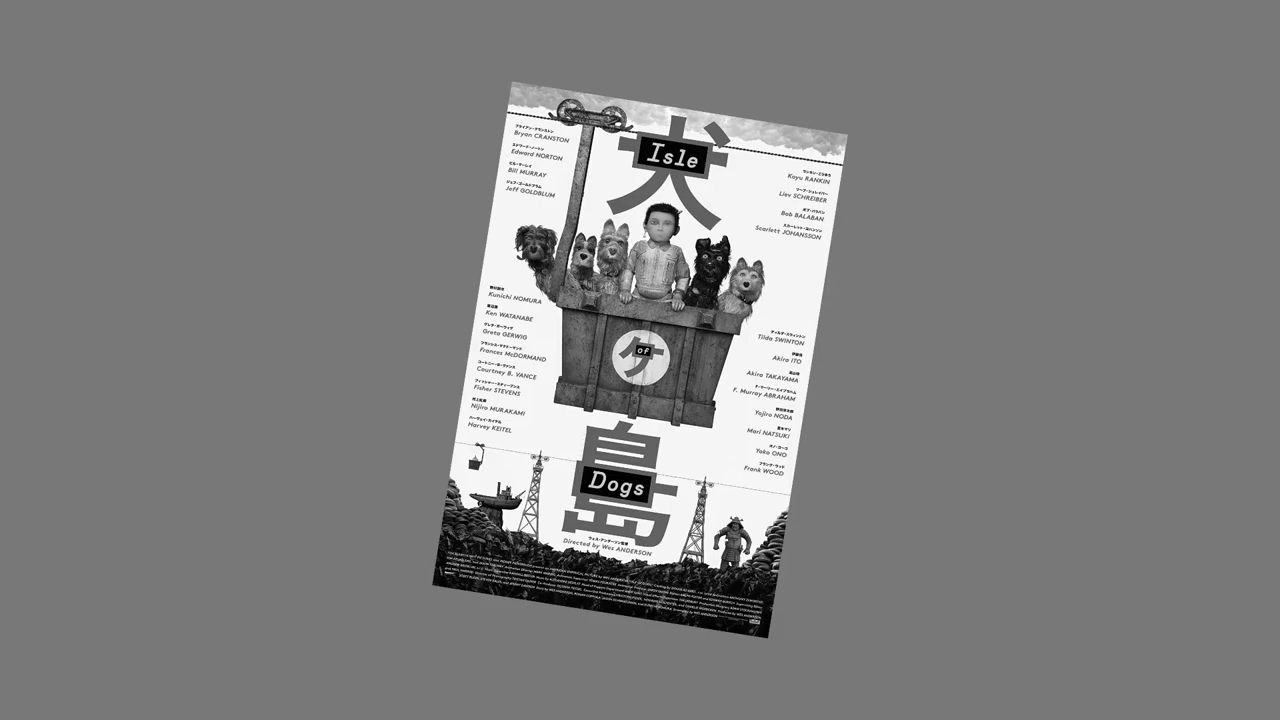 犬
Isle
ブライアン・クランストン
Bryan CRANSTON
エドワード・ノートン
Edward NORTON
ビル・マーレイ
Bill MURRAY
ジェフ・ゴールドブラム
Jeff GOLDBLUM
Koyu RANKIN
リーブ・シュレイバー
Liev SCHREIBER
ボブ・バラバン
Bob BALABAN
スカーレット・ヨハンソン
Scarlett JOHANSSON
野村訓市
Kunichi NOMURA
渡辺謙
Ken WATANABE
グレタ・ガーウィグ
Greta GERWIG
フランシス・マクドーマンド
Frances McDORMAND
コートニー・B・ヴァンス
Courtney B. VANCE
フィッシャー・スティーブンス
Fisher STEVENS
村上虹郎
Nijiro MURAKAMI
ハーヴェイ・カイテル
Harvey KEITEL
ケ
of
ティルダ・スウィントン
Tilda SWINTON
伊藤晃
Akira ITO
高山明
Akira TAKAYAMA
F・マーリー・エイブラハム
F. Murray ABRAHAM
野田洋次郎
Yojiro NODA
夏木マリ
Mari NATSUKI
オノ・ヨーコ
Yoko ONO
フランク・ウッド
Frank WOOD
島
Dogs
ウェス・アンダーソン監督
Directed by Wes ANDERSON